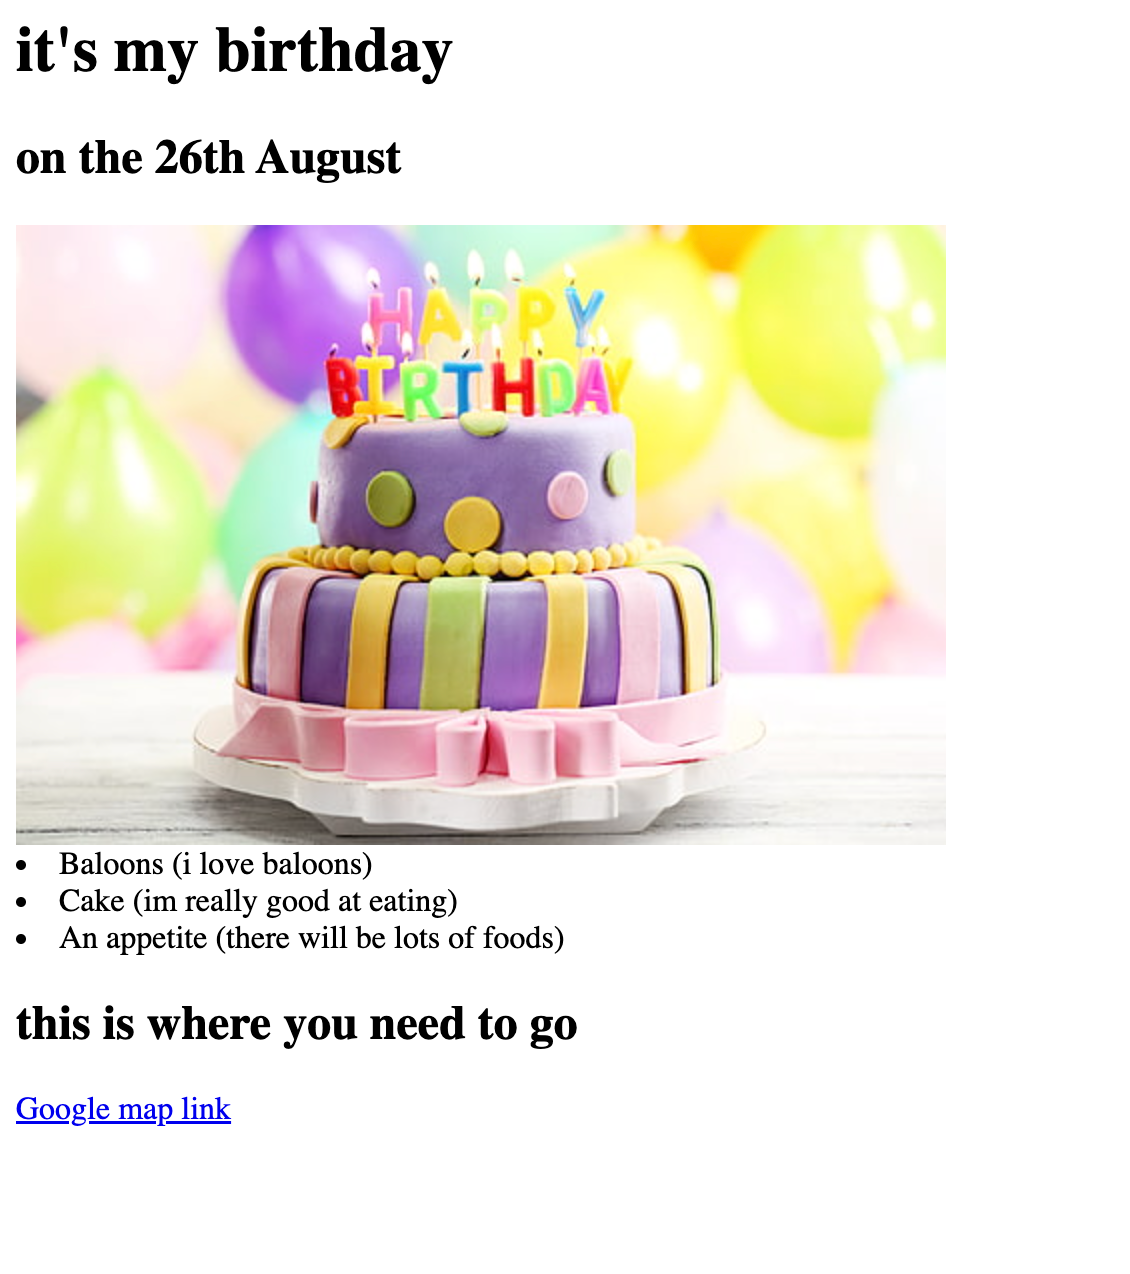 it's my birthday
on the 26th August
HAPPY
BIRTHDAY
Baloons (i love baloons)
Cake (im really good at eating)
An appetite (there will be lots of foods)
this is where you need to go
Google map link